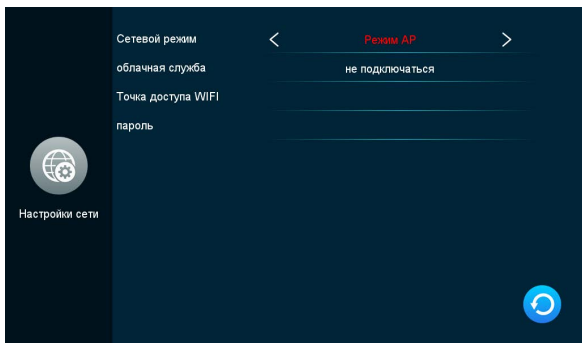 Сетевой режим < Режим AP >
облачная служба не подключаться
Точка доступа WIFI
пароль
Настройки сети